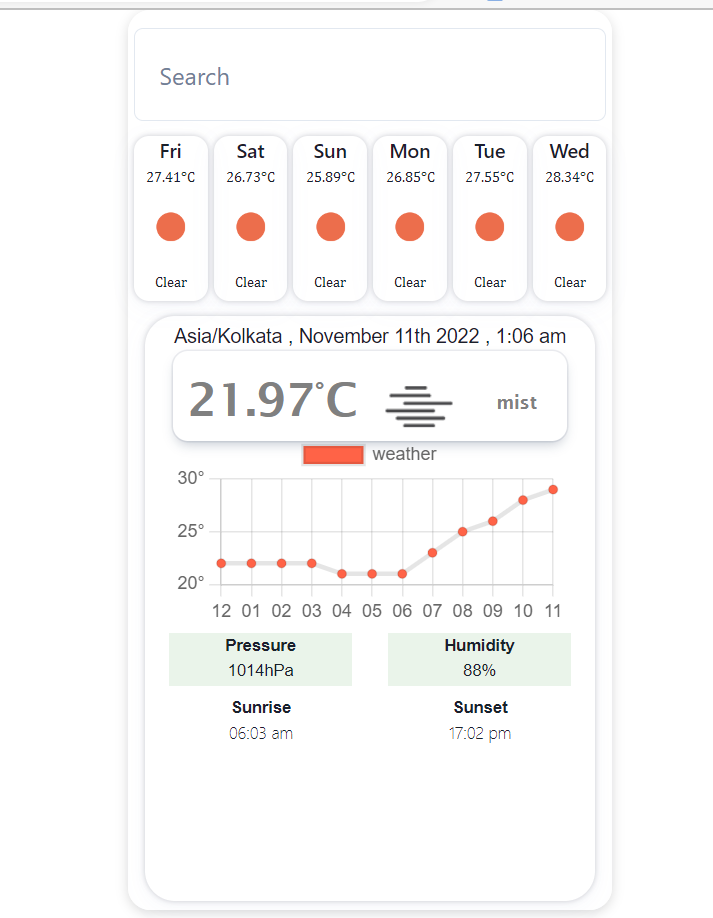 Search
Fri Sat Sun Mon Tue Wed
27.41°C 26.73°C 25.89°C 26.85°C 27.55°C 28.34°C
Clear Clear Clear Clear Clear Clear
Asia/Kolkata , November 11th 2022 , 1:06 am
21.97°C mist
weather
30°
25°
20°
12 01 02 03 04 05 06 07 08 09 10 11
Pressure Humidity
1014hPa 88%
Sunrise Sunset
06:03 am 17:02 pm